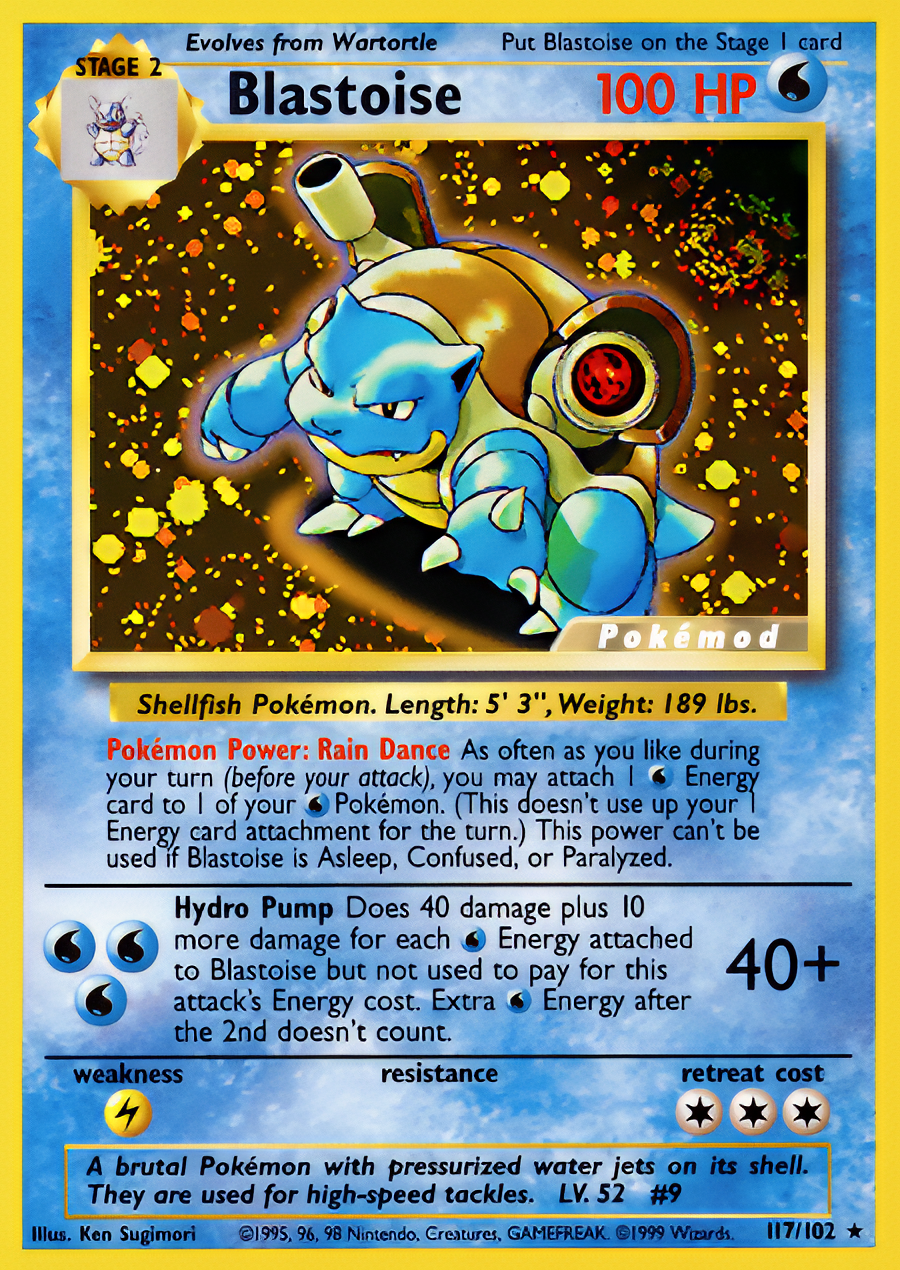 Evolves from Wartortle Put Blastoise on the Stage 1 card
STAGE 2
Blastoise 100 HP
Pokémod
Shellfish Pokémon. Length: 5' 3", Weight: 189 lbs.
Pokémon Power: Rain Dance As often as you like during
your turn (before your attack), you may attach 1 Energy
card to 1 of your Pokémon. (This doesn't use up your 1
Energy card attachment for the turn.) This power can't be
used if Blastoise is Asleep, Confused, or Paralyzed.
Hydro Pump Does 40 damage plus 10
more damage for each Energy attached
to Blastoise but not used to pay for this
attack's Energy cost. Extra Energy after
the 2nd doesn't count.
40+
weakness resistance retreat cost
A brutal Pokémon with pressurized water jets on its shell.
They are used for high-speed tackles. LV. 52 #9
Illus. Ken Sugimori ©1995, 96, 98 Nintendo, Creatures, GAMEFREAK. ©1999 Wizards. 117/102 ★